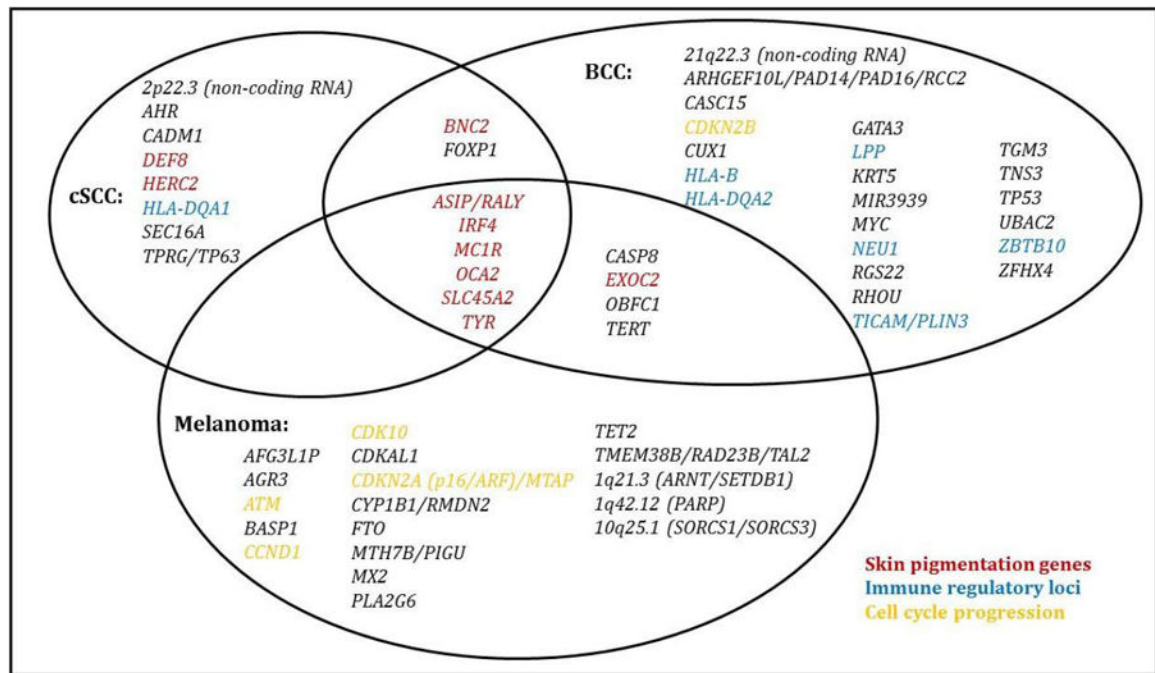 cSCC:
2p22.3 (non-coding RNA)
AHR
CADM1
DEF8
HERC2
HLA-DQA1
SEC16A
TPRG/TP63
BNC2
FOXP1
ASIP/RALY
IRF4
MC1R
OCA2
SLC45A2
TYR
BCC:
21q22.3 (non-coding RNA)
ARHGEF10L/PAD14/PAD16/RCC2
CASC15
CDKN2B
CUX1
HLA-B
HLA-DQA2
GATA3
LPP
KRT5
MIR3939
MYC
NEU1
RGS22
RHOU
TICAM/PLIN3
TGM3
TNS3
TP53
UBAC2
ZBTB10
ZFHX4
CASP8
EXOC2
OBFC1
TERT
Melanoma:
AFG3L1P
AGR3
ATM
BASP1
CCND1
CDK10
CDKAL1
CDKN2A (p16/ARF)/MTAP
CYP1B1/RMDN2
FTO
MTH7B/PIGU
MX2
PLA2G6
TET2
TMEM38B/RAD23B/TAL2
1q21.3 (ARNT/SETDB1)
1q42.12 (PARP)
10q25.1 (SORCS1/SORCS3)
Skin pigmentation genes
Immune regulatory loci
Cell cycle progression